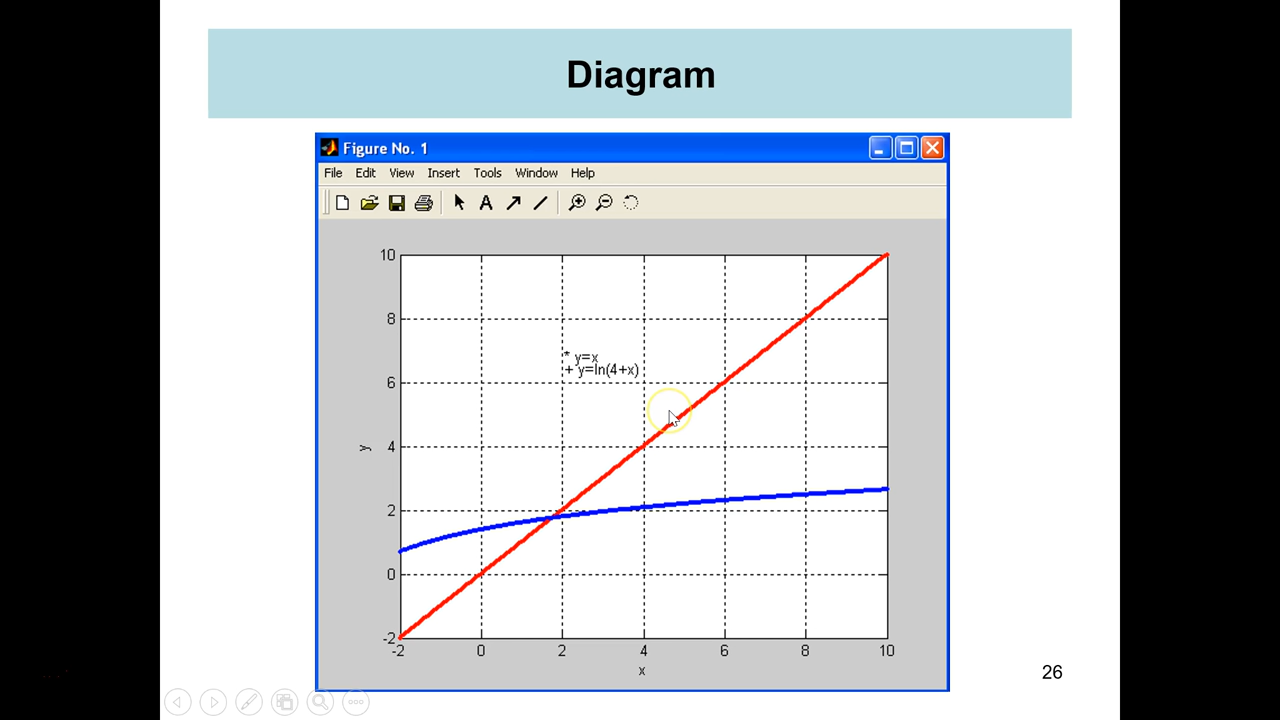 Diagram
Figure No. 1
File Edit View Insert Tools Window Help
A
10
8
* y=x
+ y=ln(4+x)
6
y
4
2
0
-2
-2 0 2 4 6 8 10
x
26